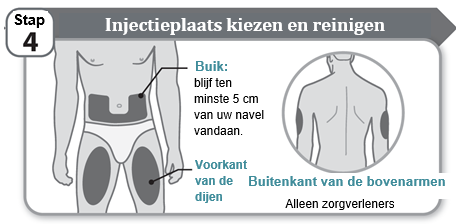 Stap
4
Injectieplaats kiezen en reinigen
Buik:
blijf ten
minste 5 cm
van uw navel
vandaan.
Voorkant
van de
dijen
Buitenkant van de bovenarmen
Alleen zorgverleners